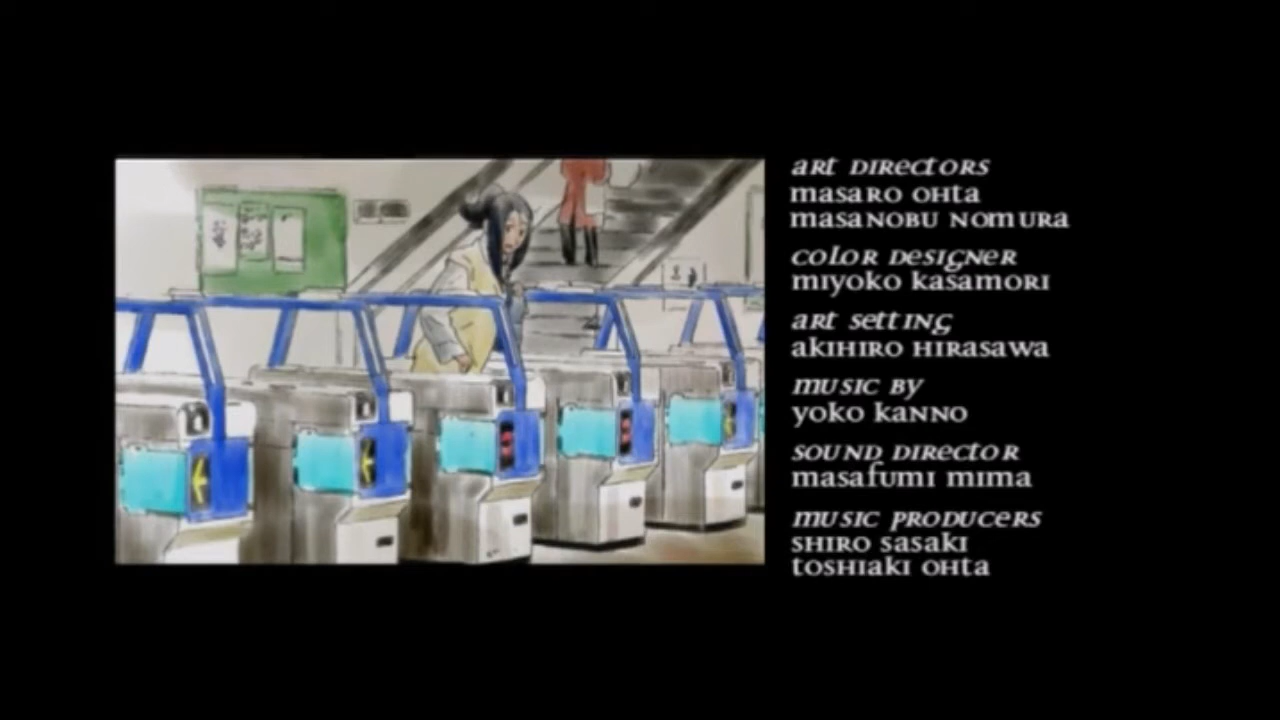 art directors
masaro ohta
masanobu nomura
color designer
miyoko kasamori
art setting
akihiro hirasawa
music by
yoko kanno
sound director
masafumi mima
music producers
shiro sasaki
toshiaki ohta